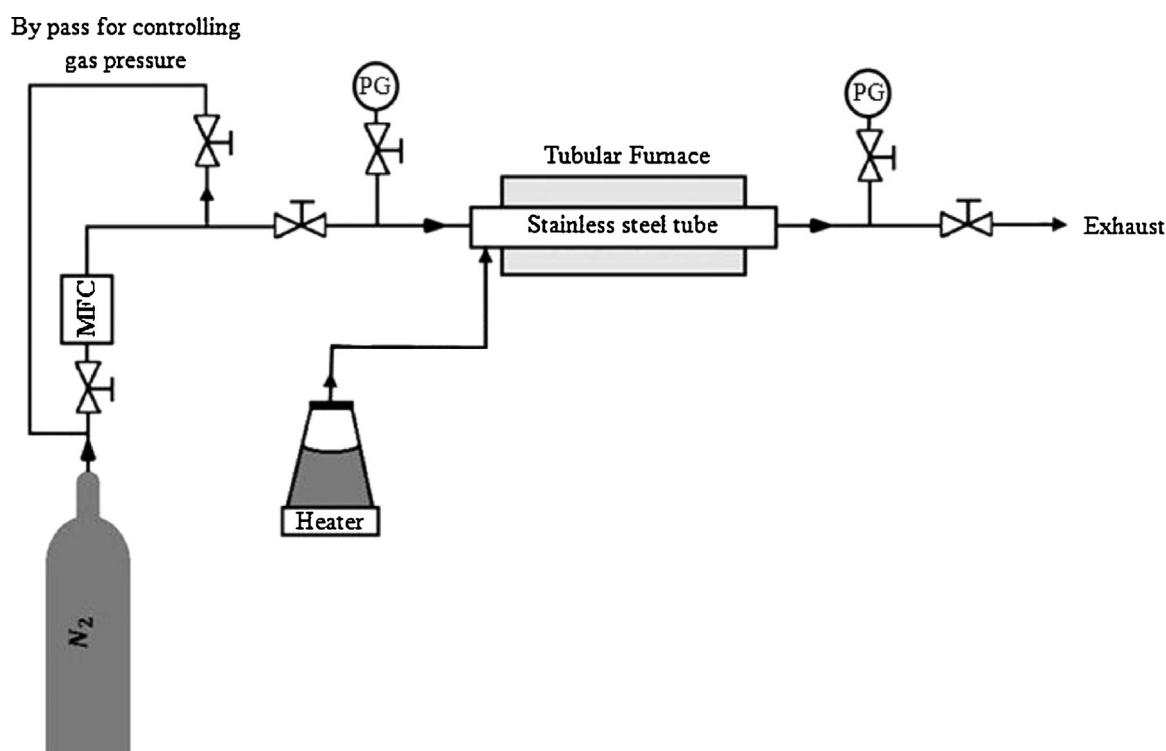 By pass for controlling
gas pressure
PG
PG
Tubular Furnace
Stainless steel tube
Exhaust
MFC
Heater
N₂